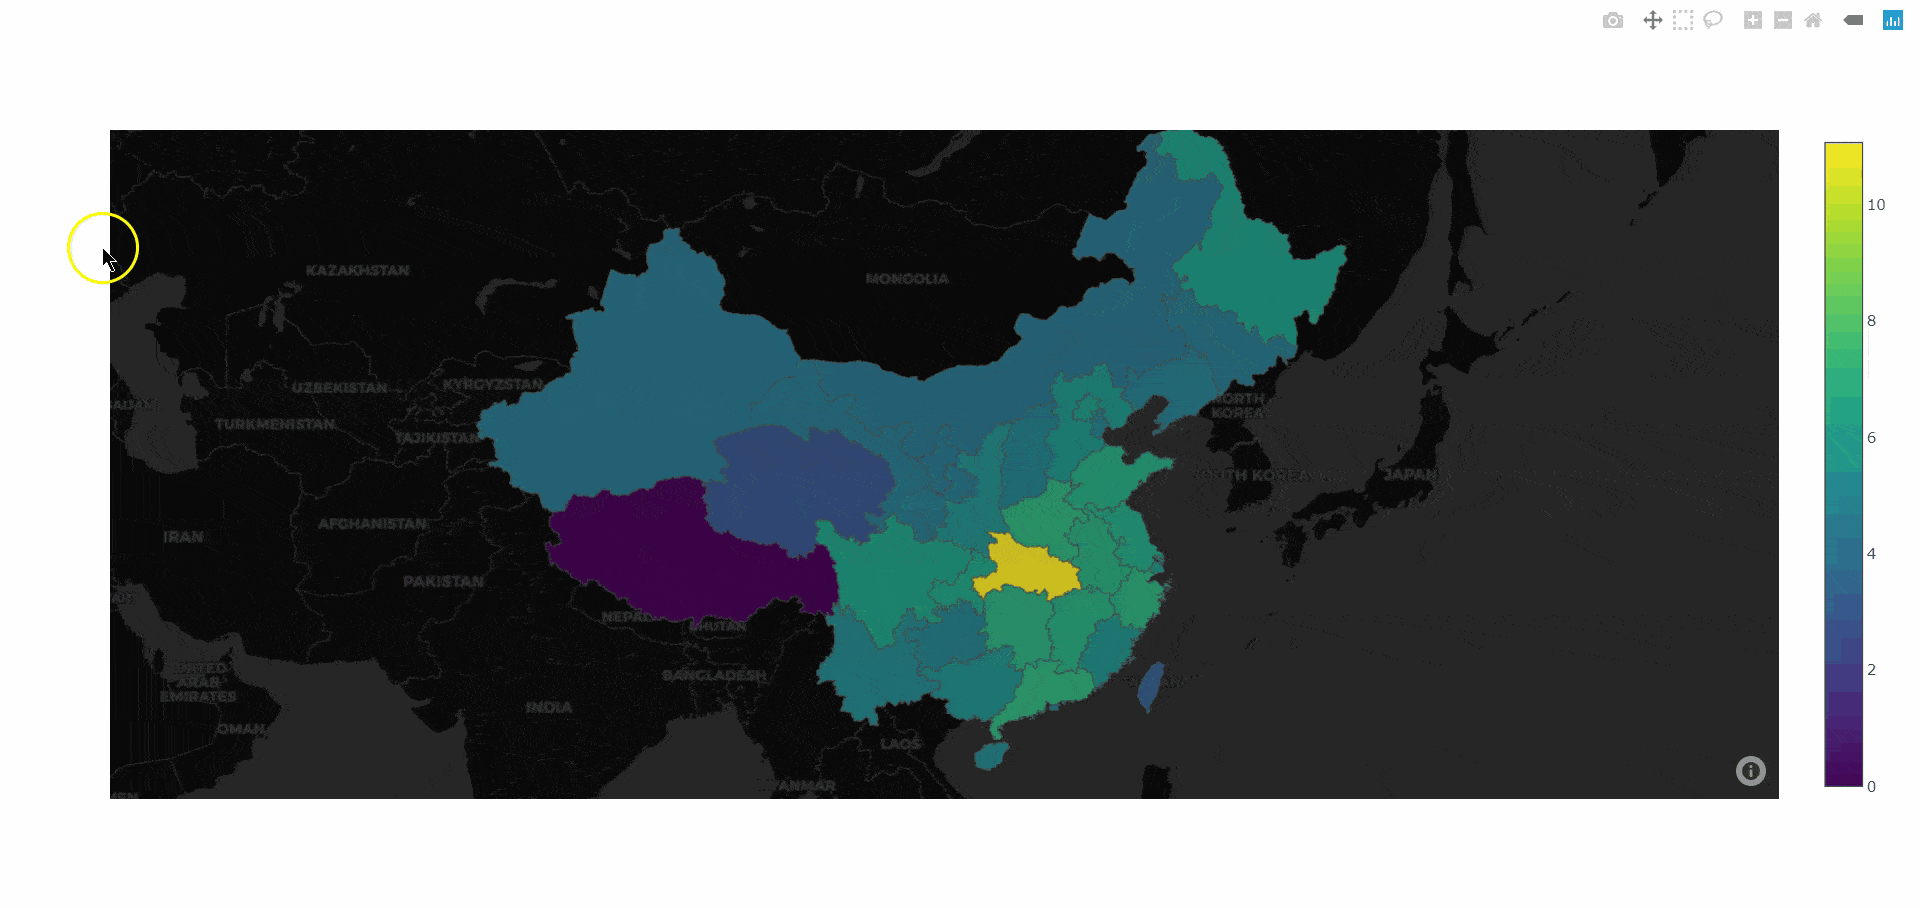 KAZAKHSTAN
MONGOLIA
UZBEKISTAN
KYRGYZSTAN
TURKMENISTAN
TAJIKISTAN
NORTH
KOREA
JAPAN
KOREA
AFGHANISTAN
IRAN
PAKISTAN
NEPAL
BHUTAN
UNITED
ARAB
EMIRATES
BANGLADESH
INDIA
OMAN
LAOS
10
8
6
4
2
0